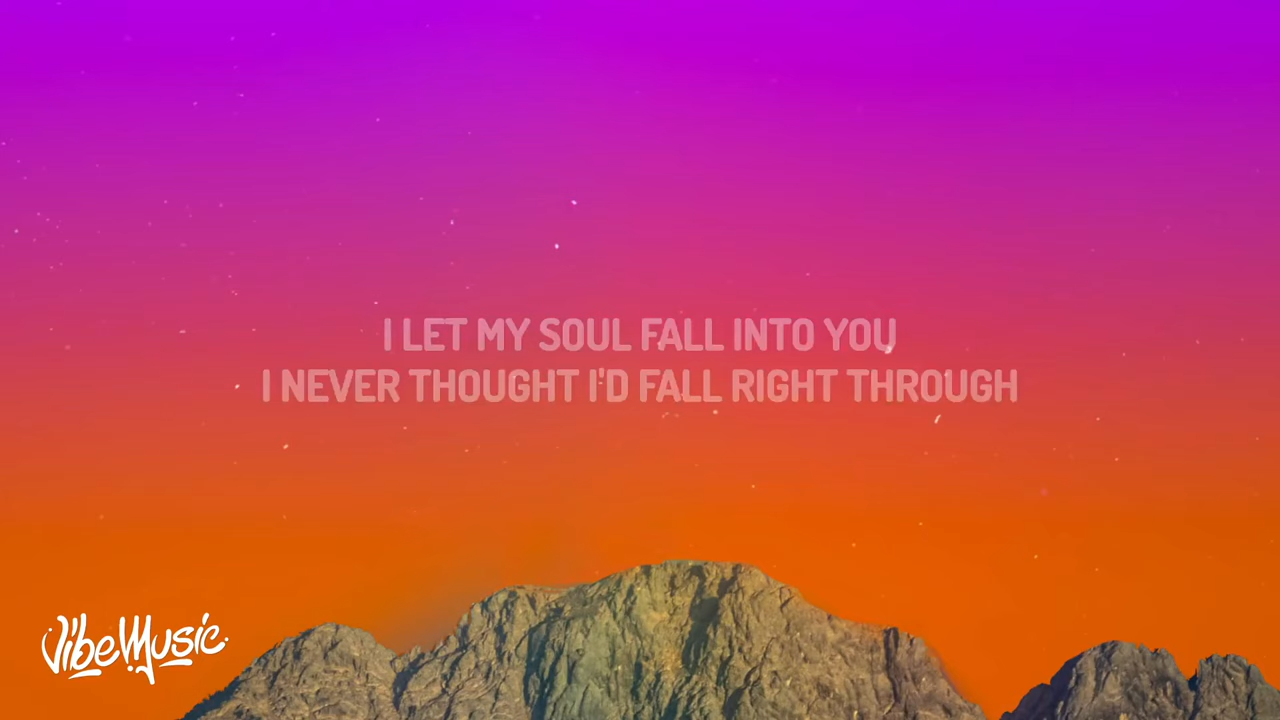 I LET MY SOUL FALL INTO YOU
I NEVER THOUGHT I'D FALL RIGHT THROUGH
VibeMusic